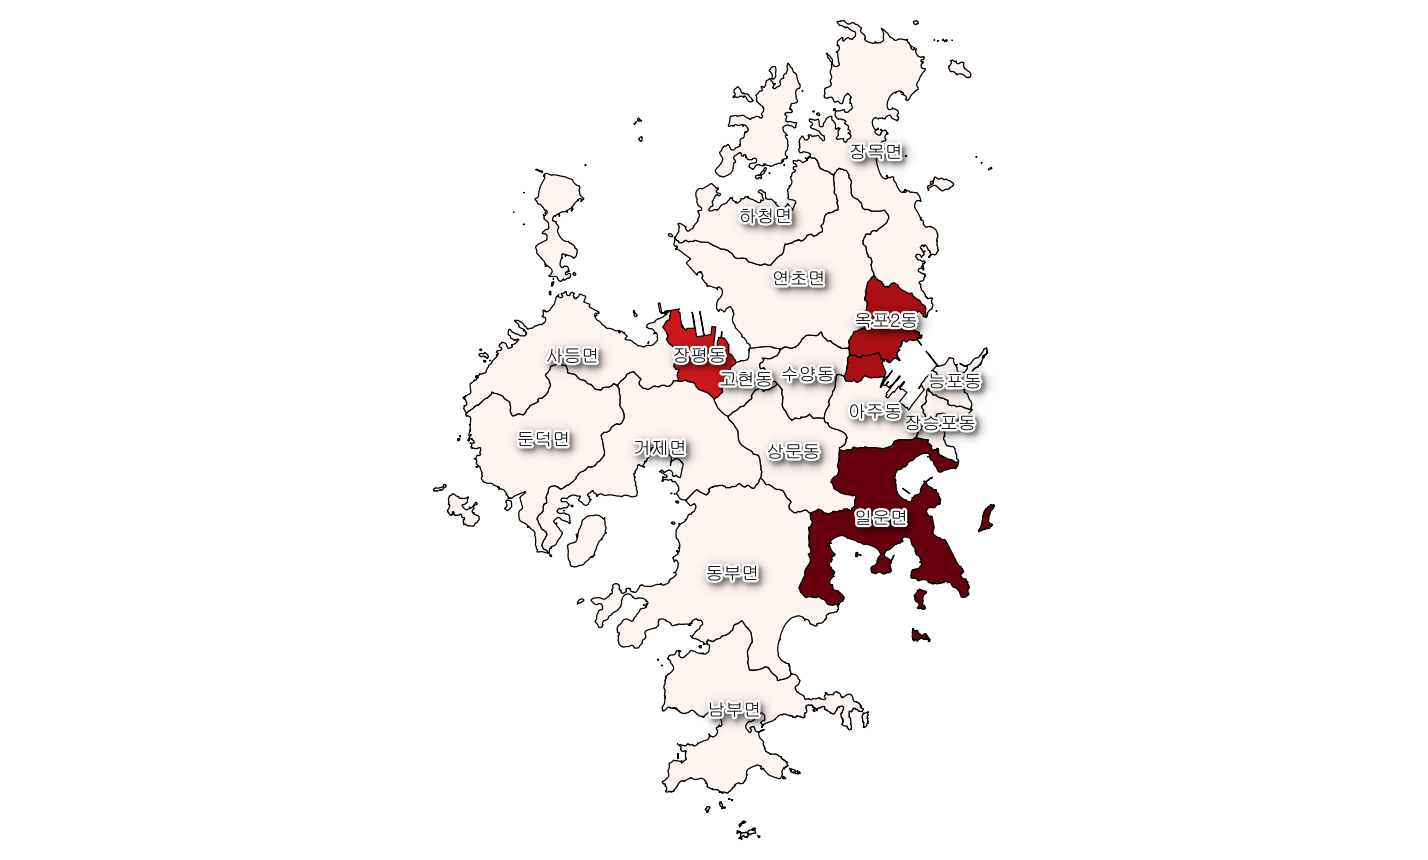 장목면
하청면
연초면
옥포2동
사등면
장평동
고현동
수양동
능포동
아주동
장승포동
둔덕면
거제면
상문동
일운면
동부면
남부면